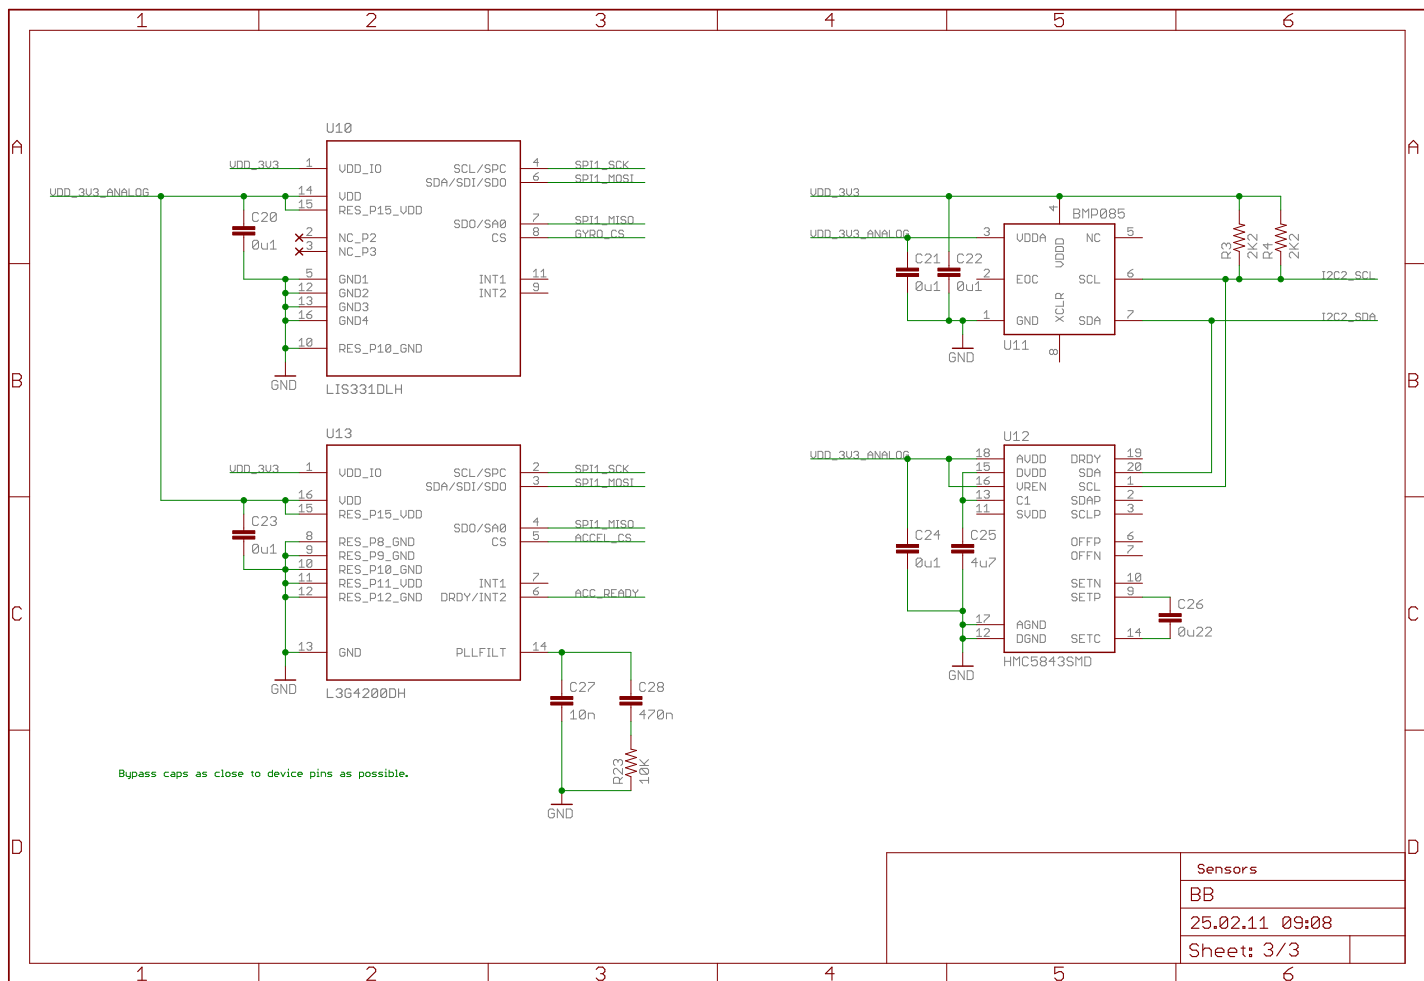 1 2 3 4 5 6
A A
B B
C C
D D
U10
VDD_3V3 1 VDD_IO SCL/SPC 4 SPI1_SCK
SDA/SDI/SDO 6 SPI1_MOSI
VDD_3V3_ANALOG 14 VDD
15 RES_P15_VDD
C20
0u1
SDO/SA0 7 SPI1_MISO
2 NC_P2 CS 8 GYRO_CS
3 NC_P3
5 GND1 INT1 11
12 GND2 INT2 9
13 GND3
16 GND4
10 RES_P10_GND
GND
LIS331DLH
U13
VDD_3V3 1 VDD_IO SCL/SPC 2 SPI1_SCK
SDA/SDI/SDO 3 SPI1_MOSI
16 VDD
15 RES_P15_VDD
C23
0u1
SDO/SA0 4 SPI1_MISO
8 RES_P8_GND CS 5 ACCEL_CS
9 RES_P9_GND
10 RES_P10_GND
11 RES_P11_VDD INT1 7
12 RES_P12_GND DRDY/INT2 6 ACC_READY
13 GND PLLFILT 14
GND
L3G4200DH
C27
10n
C28
470n
R23
10K
GND
Bypass caps as close to device pins as possible.
VDD_3V3
4 BMP085
VDD_3V3_ANALOG 3 VDDA VDDD NC 5
C21
0u1
C22
0u1
2 EOC SCL 6 I2C2_SCL
1 GND XCLR SDA 7 I2C2_SDA
8
U11
GND
R3
2K2
R4
2K2
U12
VDD_3V3_ANALOG 18 AVDD DRDY 19
15 DVDD SDA 20
16 VREN SCL 1
13 C1 SDAP 2
11 SVDD SCLP 3
C24
0u1
C25
4u7
OFFP 6
OFFN 7
SETN 10
SETP 9
C26
0u22
17 AGND
12 DGND SETC 14
GND
HMC5843SMD
Sensors
BB
25.02.11 09:08
Sheet: 3/3
1 2 3 4 5 6